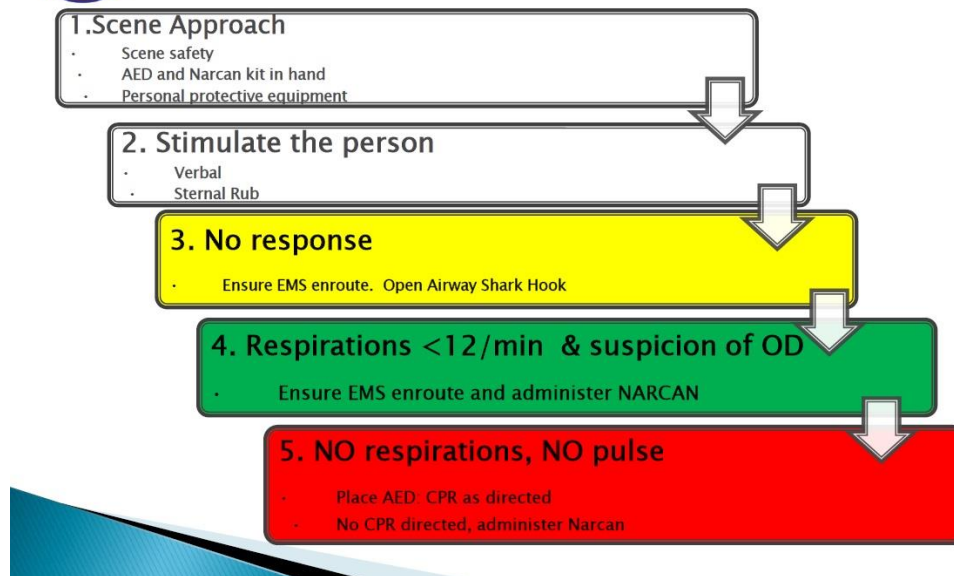 1.Scene Approach
· Scene safety
· AED and Narcan kit in hand
· Personal protective equipment
2. Stimulate the person
· Verbal
· Sternal Rub
3. No response
· Ensure EMS enroute. Open Airway Shark Hook
4. Respirations <12/min & suspicion of OD
· Ensure EMS enroute and administer NARCAN
5. NO respirations, NO pulse
· Place AED: CPR as directed
· No CPR directed, administer Narcan